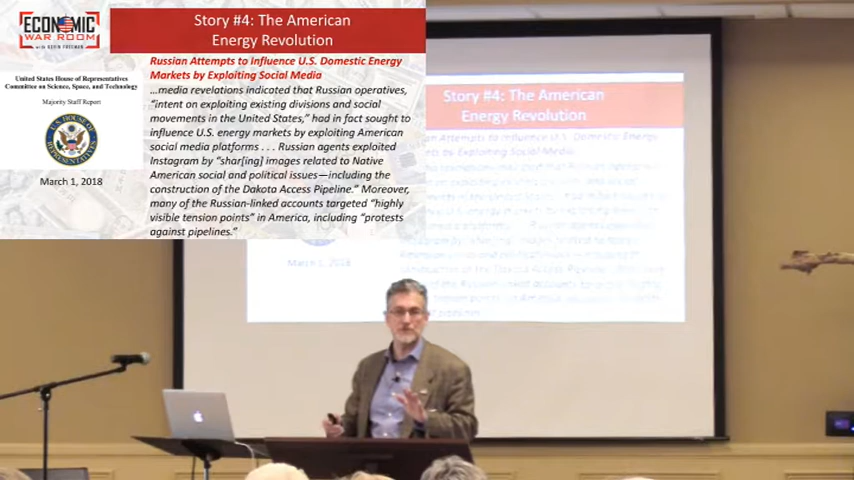 ECONOMIC
WAR ROOM
WITH KEVIN FREEMAN
Story #4: The American
Energy Revolution
United States House of Representatives
Committee on Science, Space, and Technology
Majority Staff Report
U.S. HOUSE OF
REPRESENTATIVES
March 1, 2018
Russian Attempts to Influence U.S. Domestic Energy
Markets by Exploiting Social Media
…media revelations indicated that Russian operatives,
“intent on exploiting existing divisions and social
movements in the United States,” had in fact sought to
influence U.S. energy markets by exploiting American
social media platforms . . . Russian agents exploited
Instagram by “shar[ing] images related to Native
American social and political issues—including the
construction of the Dakota Access Pipeline.” Moreover,
many of the Russian-linked accounts targeted “highly
visible tension points” in America, including “protests
against pipelines.”
Story #4: The American
Energy Revolution
March 1, 2018